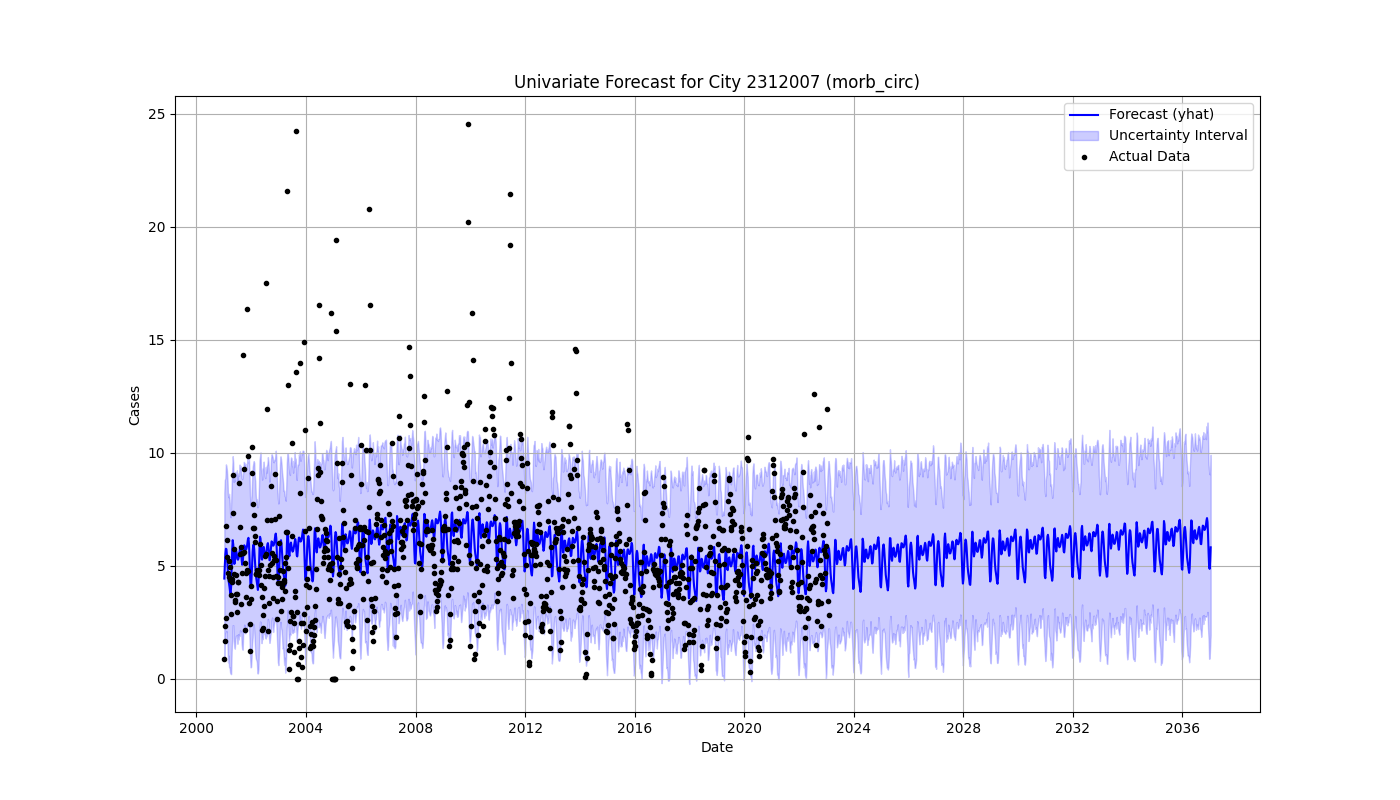 Univariate Forecast for City 2312007 (morb_circ)
Forecast (yhat)
Uncertainty Interval
Actual Data
Cases
25
20
15
10
5
0
2000 2004 2008 2012 2016 2020 2024 2028 2032 2036
Date